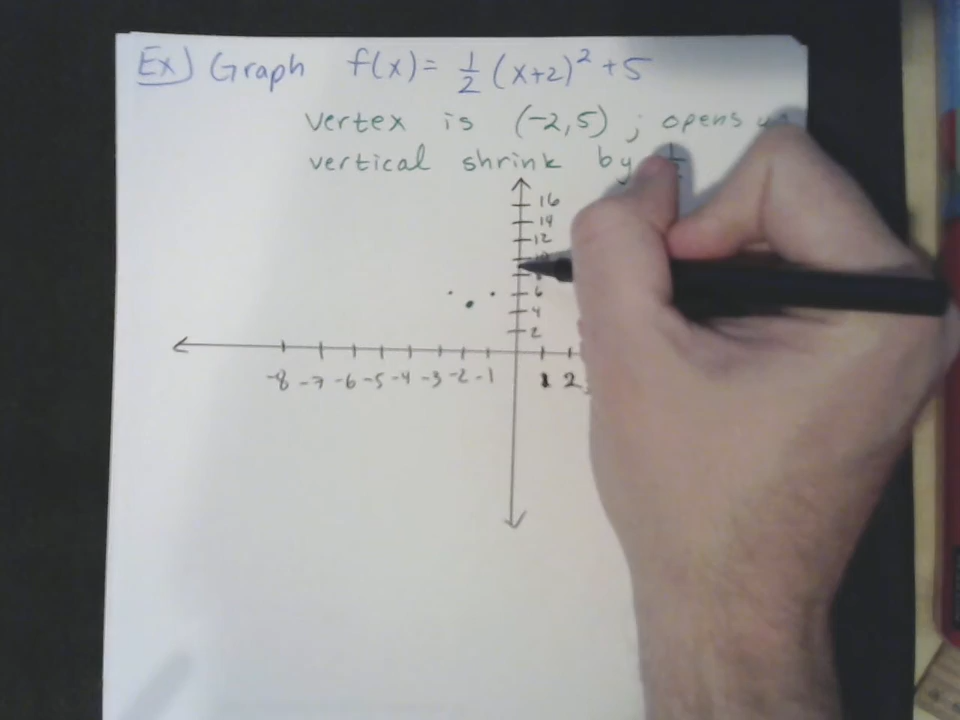 Ex) Graph f(x) = 1/2 (x+2)² + 5
vertex is (-2,5) ; opens
vertical shrink by
16
14
12
6
4
2
-8 -7 -6 -5 -4 -3 -2 -1 1 2